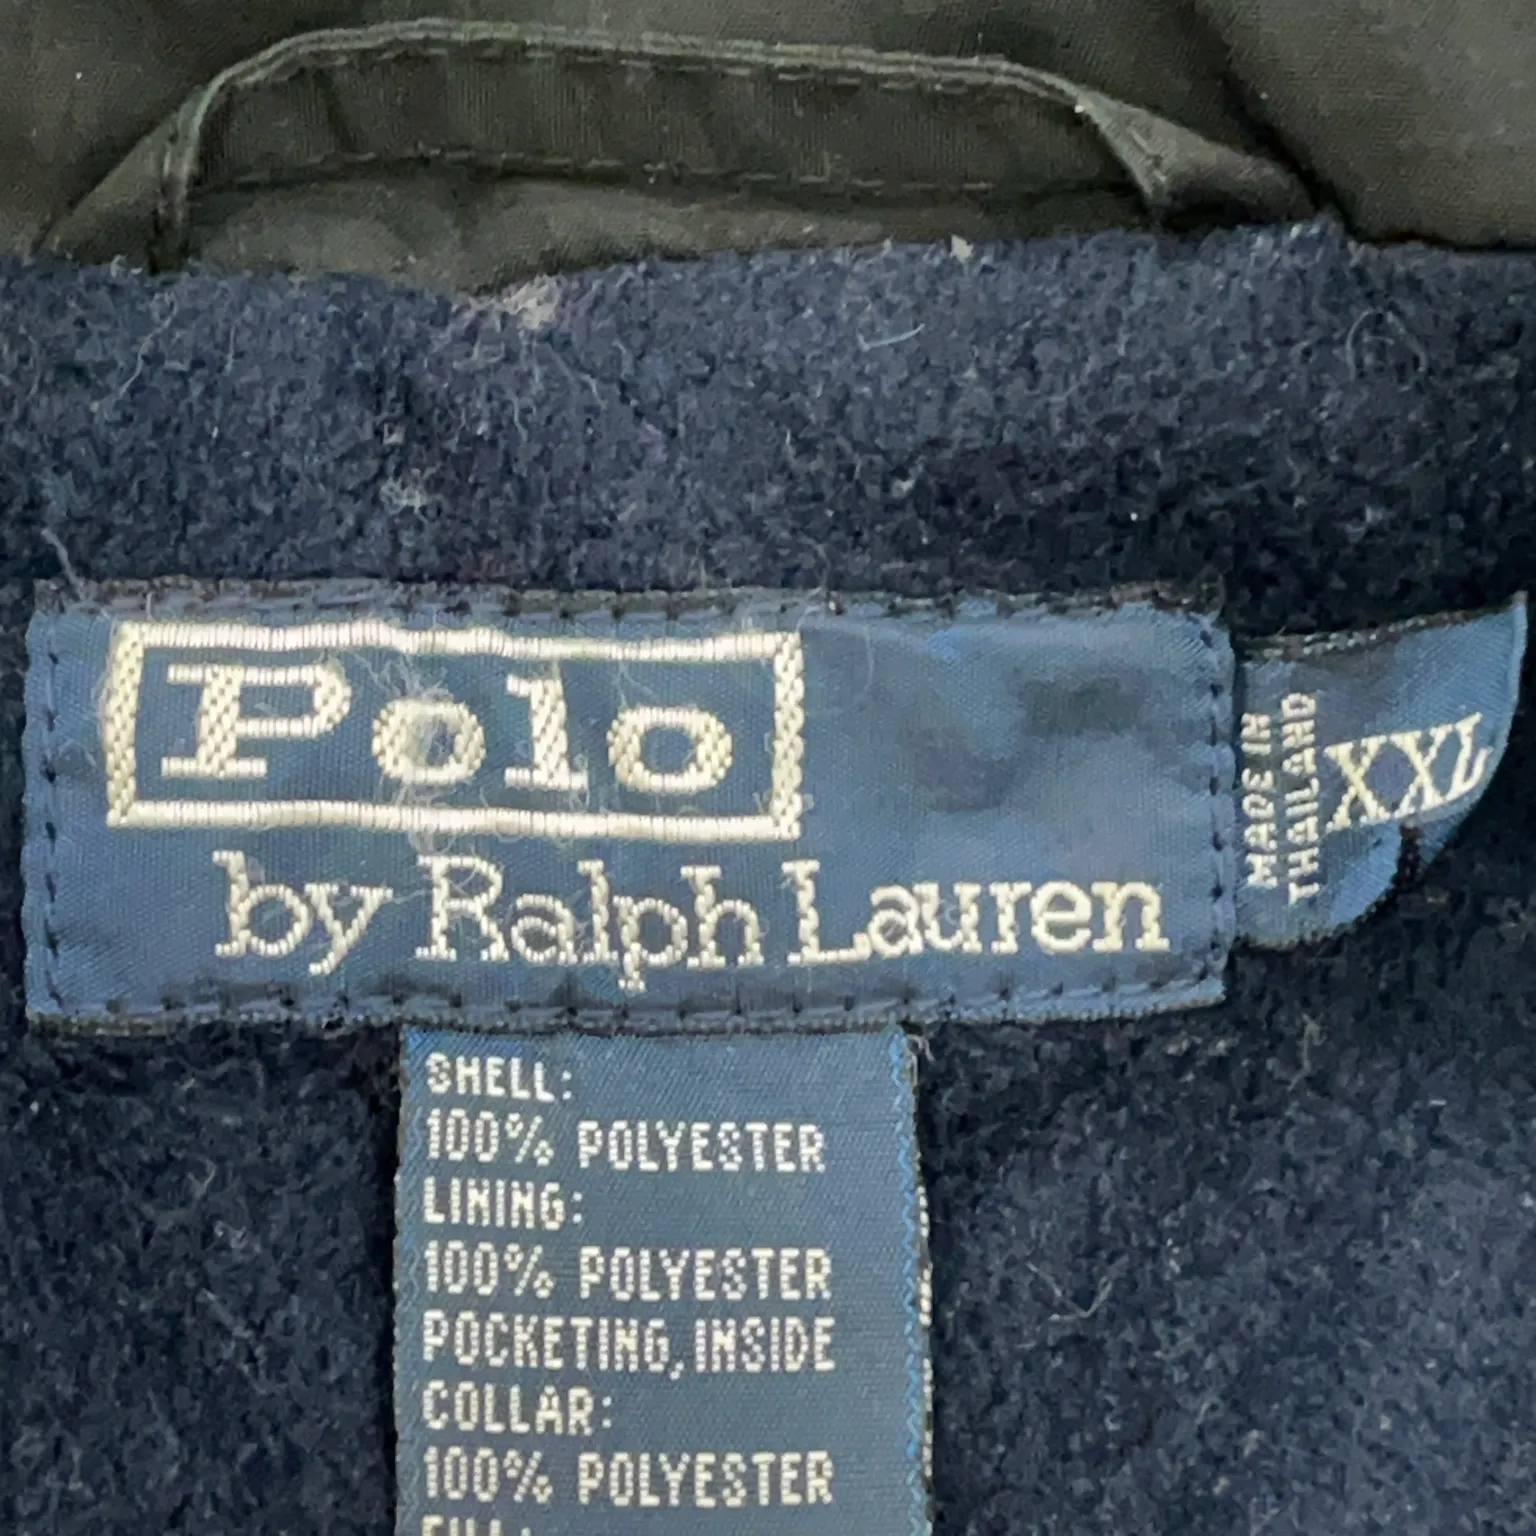 Polo
by Ralph Lauren
MADE IN
THAILAND
XXL
SHELL:
100% POLYESTER
LINING:
100% POLYESTER
POCKETING, INSIDE
COLLAR:
100% POLYESTER
FILL: